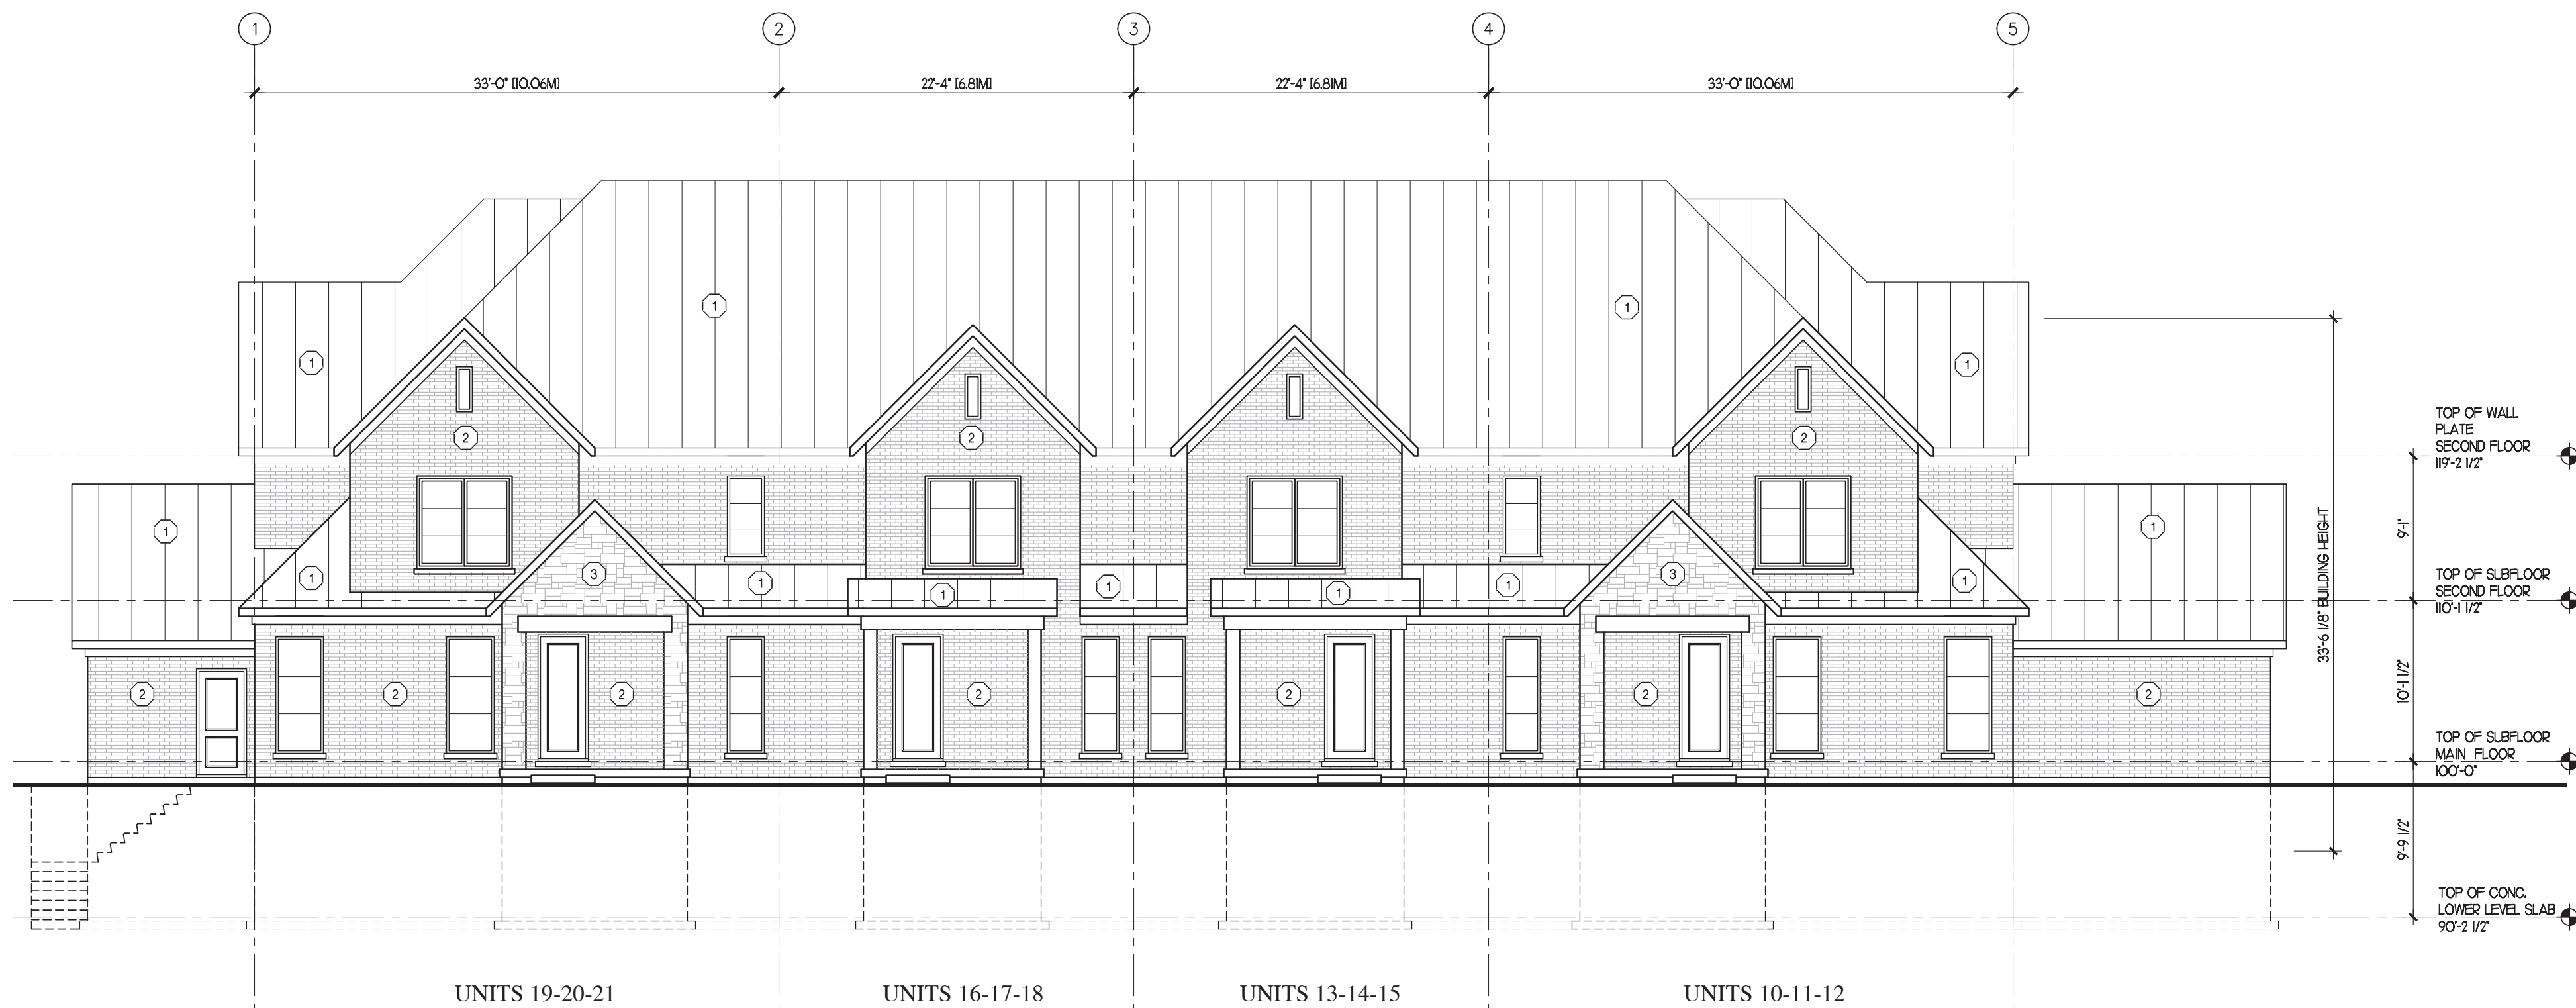 1 2 3 4 5
33'-0" [10.06M] 22'-4" [6.81M] 22'-4" [6.81M] 33'-0" [10.06M]
1 1
1 1
TOP OF WALL
PLATE
SECOND FLOOR
119'-2 1/2"
2 2 2
1 1
9'-1"
33'-6 1/8" BUILDING HEIGHT
TOP OF SUBFLOOR
SECOND FLOOR
110'-1 1/2"
1 3 1 1 1 1 1 3 1
10'-1 1/2"
2 2 2 2 2 2 2
TOP OF SUBFLOOR
MAIN FLOOR
100'-0"
9'-9 1/2"
TOP OF CONC.
LOWER LEVEL SLAB
90'-2 1/2"
UNITS 19-20-21 UNITS 16-17-18 UNITS 13-14-15 UNITS 10-11-12